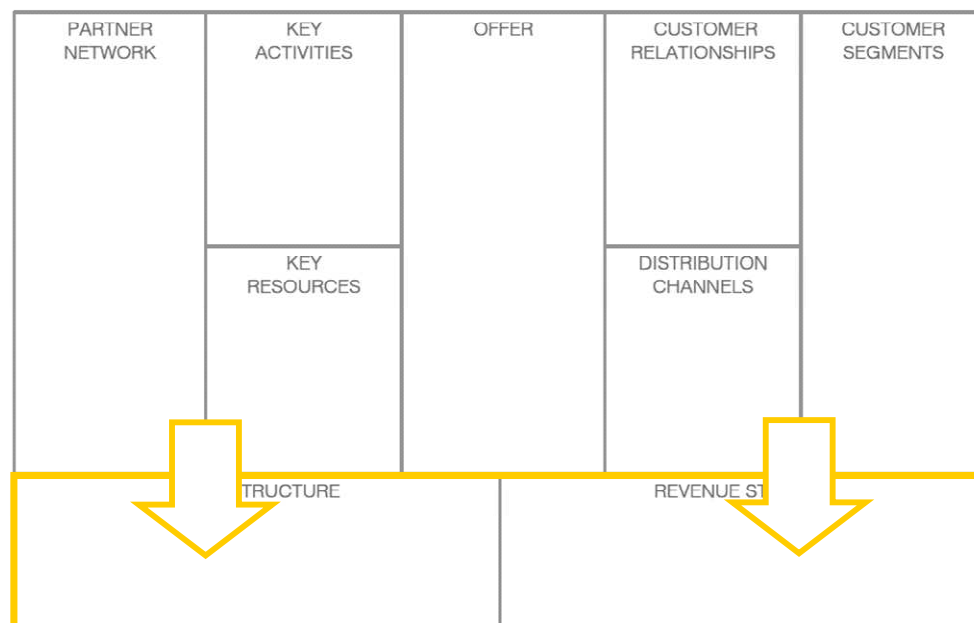 PARTNER
NETWORK
KEY
ACTIVITIES
OFFER
CUSTOMER
RELATIONSHIPS
CUSTOMER
SEGMENTS
KEY
RESOURCES
DISTRIBUTION
CHANNELS
TRUCTURE
REVENUE ST